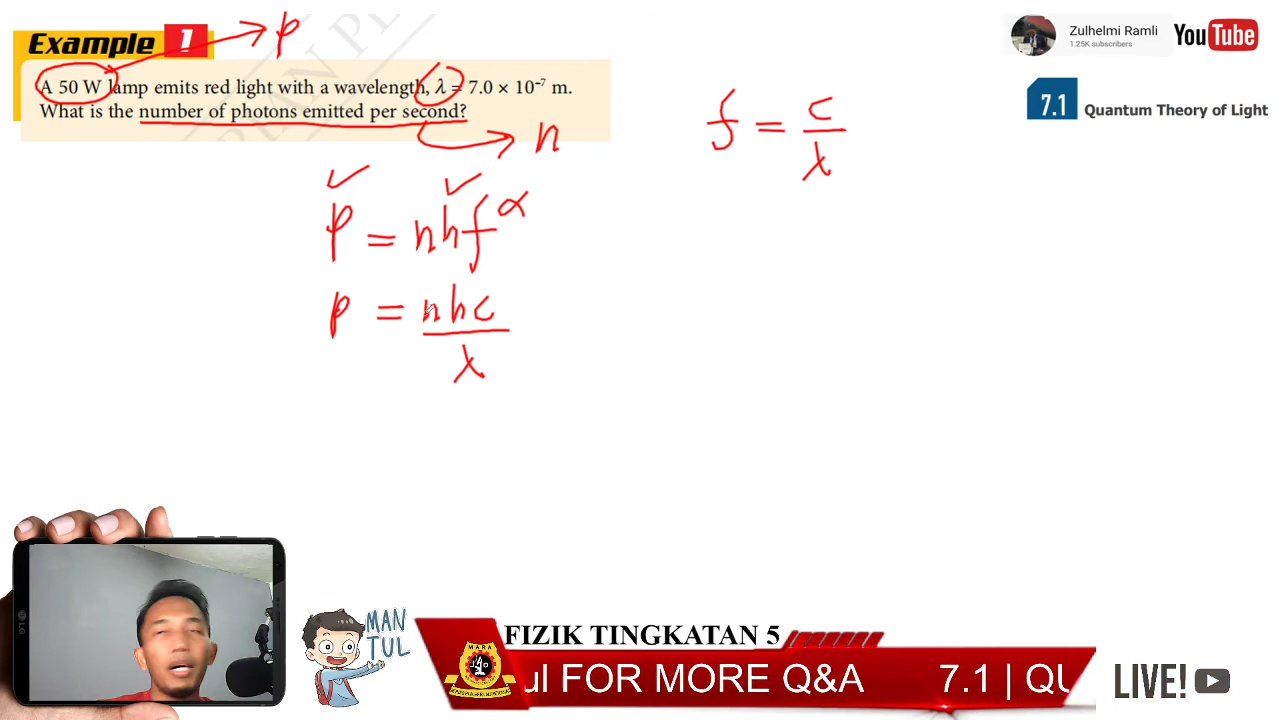 Example 1
p
A 50 W lamp emits red light with a wavelength, λ = 7.0 × 10⁻⁷ m.
What is the number of photons emitted per second?
n
p = nhf
p = nhc / λ
f = c / λ
Zulhelmi Ramli
1.25K subscribers
YouTube
7.1 Quantum Theory of Light
LG
MAN
TUL
MARA
FIZIK TINGKATAN 5
ul FOR MORE Q&A 7.1 | QU
LIVE!